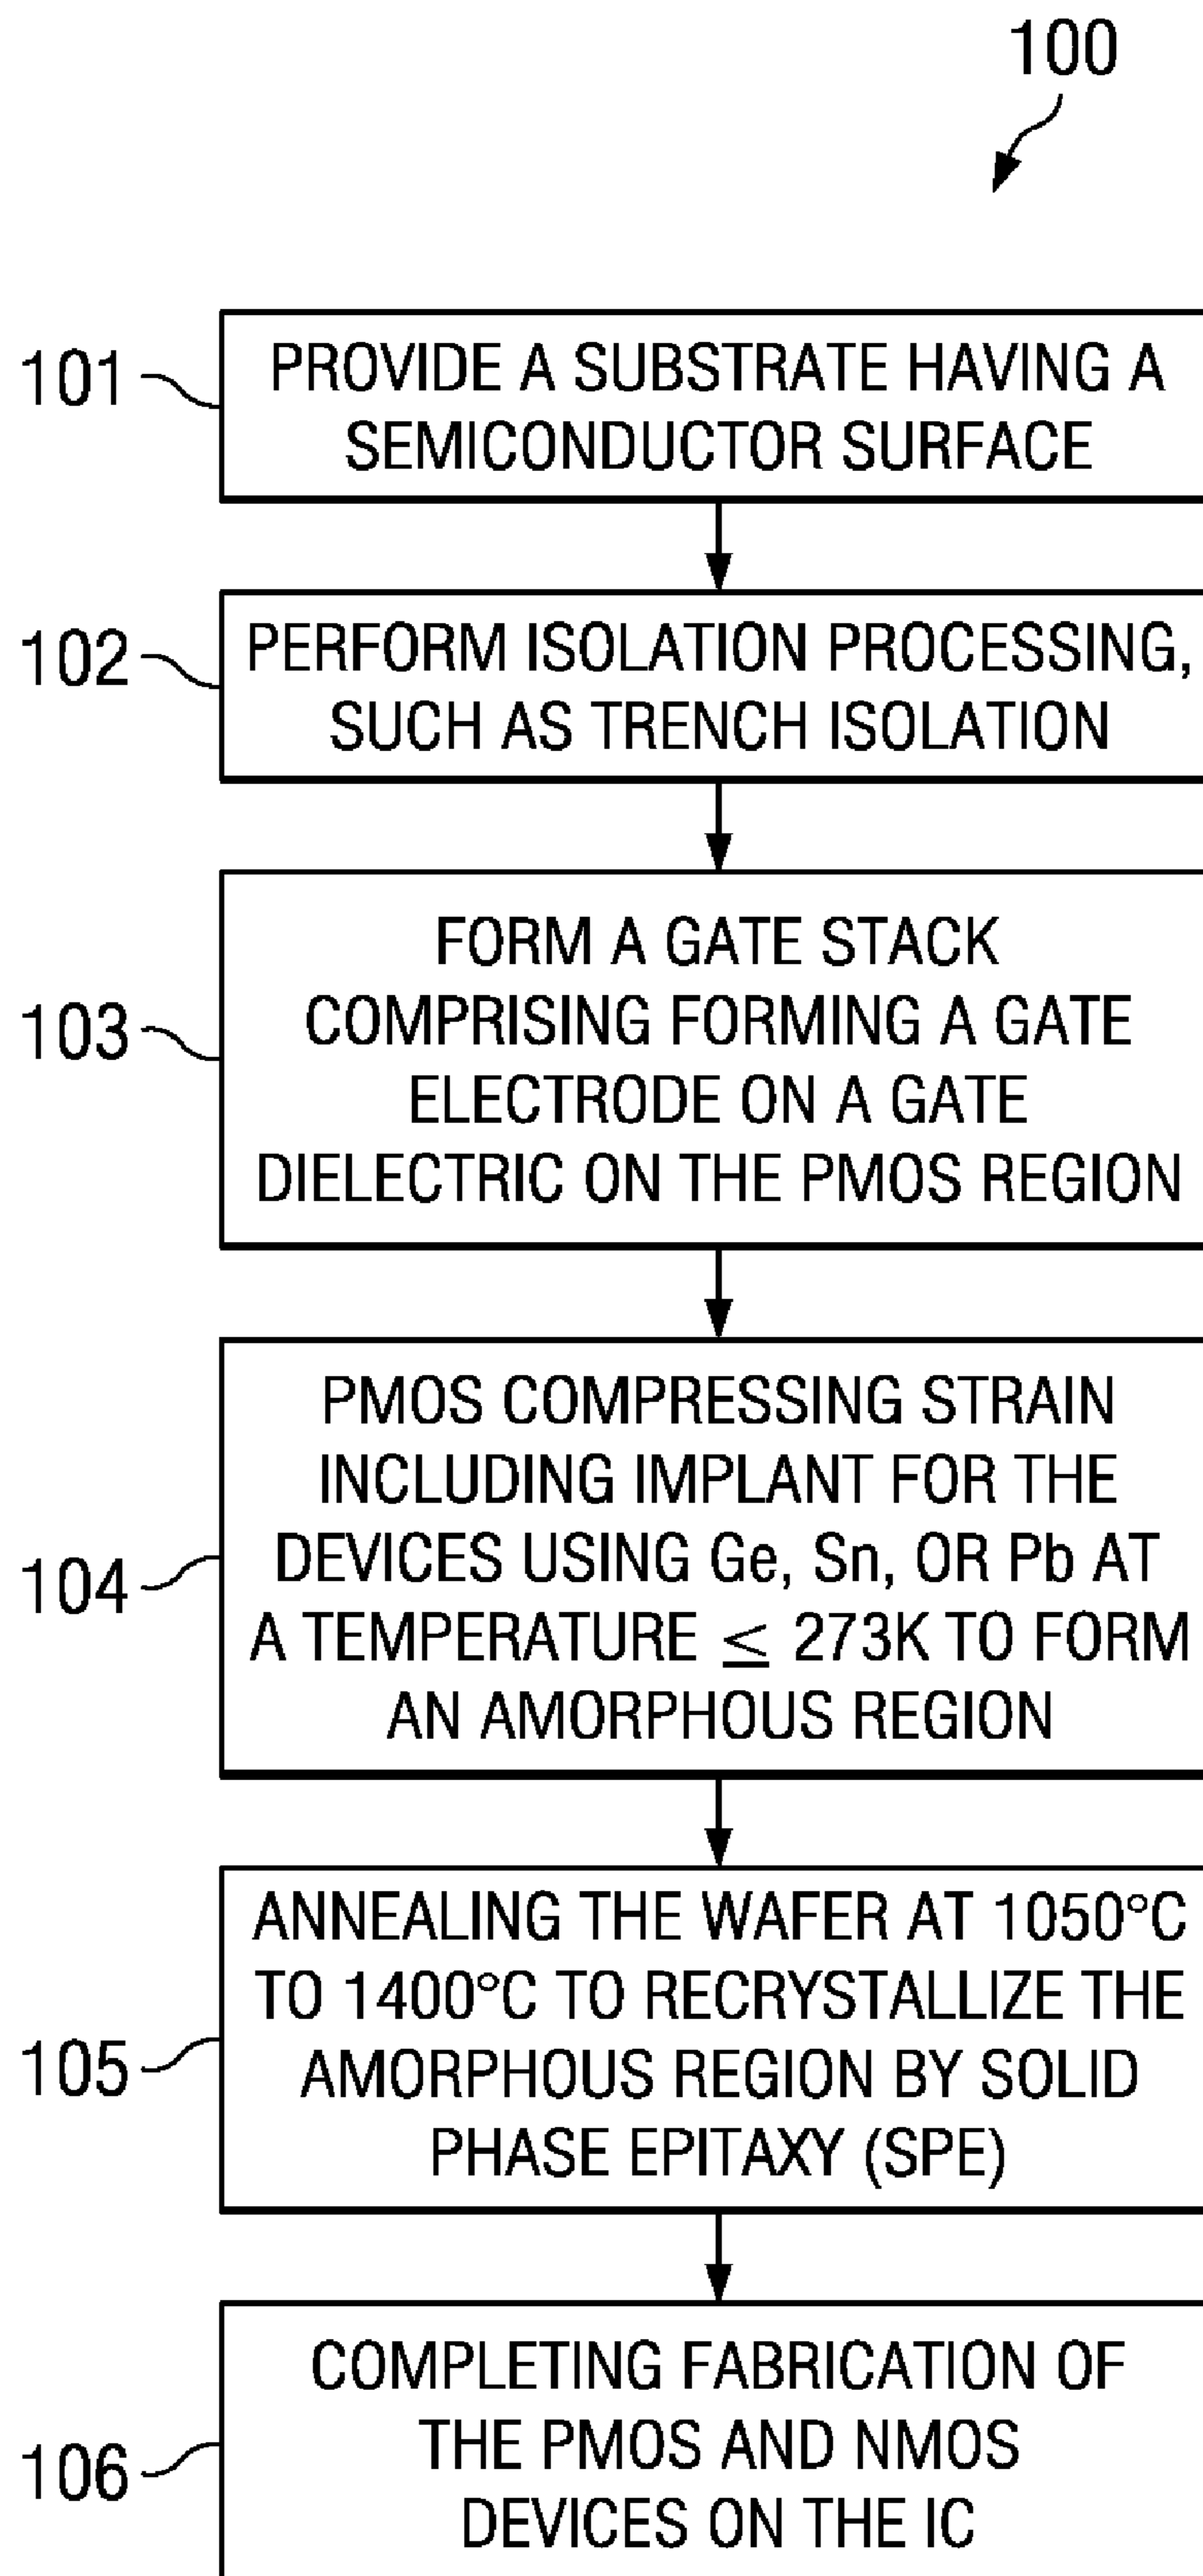 100
101
PROVIDE A SUBSTRATE HAVING A
SEMICONDUCTOR SURFACE
102
PERFORM ISOLATION PROCESSING,
SUCH AS TRENCH ISOLATION
103
FORM A GATE STACK
COMPRISING FORMING A GATE
ELECTRODE ON A GATE
DIELECTRIC ON THE PMOS REGION
104
PMOS COMPRESSING STRAIN
INCLUDING IMPLANT FOR THE
DEVICES USING Ge, Sn, OR Pb AT
A TEMPERATURE ≤ 273K TO FORM
AN AMORPHOUS REGION
105
ANNEALING THE WAFER AT 1050°C
TO 1400°C TO RECRYSTALLIZE THE
AMORPHOUS REGION BY SOLID
PHASE EPITAXY (SPE)
106
COMPLETING FABRICATION OF
THE PMOS AND NMOS
DEVICES ON THE IC